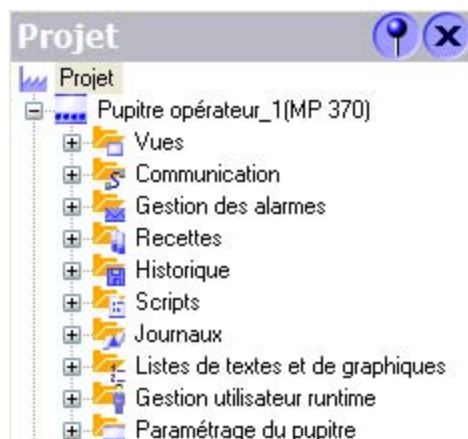 Projet
Projet
Pupitre opérateur_1(MP 370)
Vues
Communication
Gestion des alarmes
Recettes
Historique
Scripts
Journaux
Listes de textes et de graphiques
Gestion utilisateur runtime
Paramétrage du pupitre